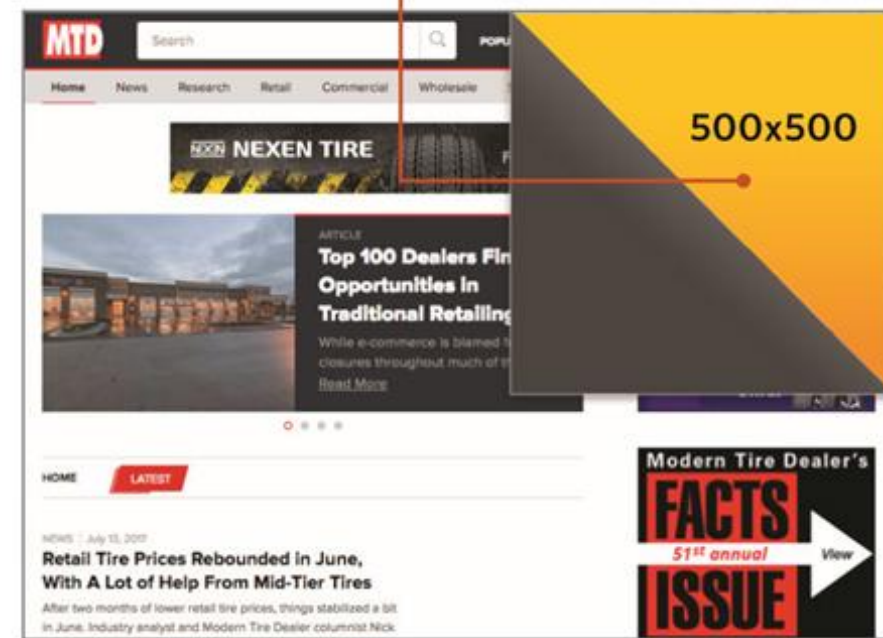 MTD
Search
POPU
Home News Research Retail Commercial Wholesale
500x500
NEXEN NEXEN TIRE
F
ARTICLE
Top 100 Dealers Fin
Opportunities in
Traditional Retailing
While e-commerce is blamed
closures throughout much of
Read More
HOME LATEST
NEWS | July 13, 2017
Retail Tire Prices Rebounded in June,
With A Lot of Help From Mid-Tier Tires
After two months of lower retail tire prices, things stabilized a bit
in June. Industry analyst and Modern Tire Dealer columnist Nick
Modern Tire Dealer's
FACTS
51st annual
View
ISSUE